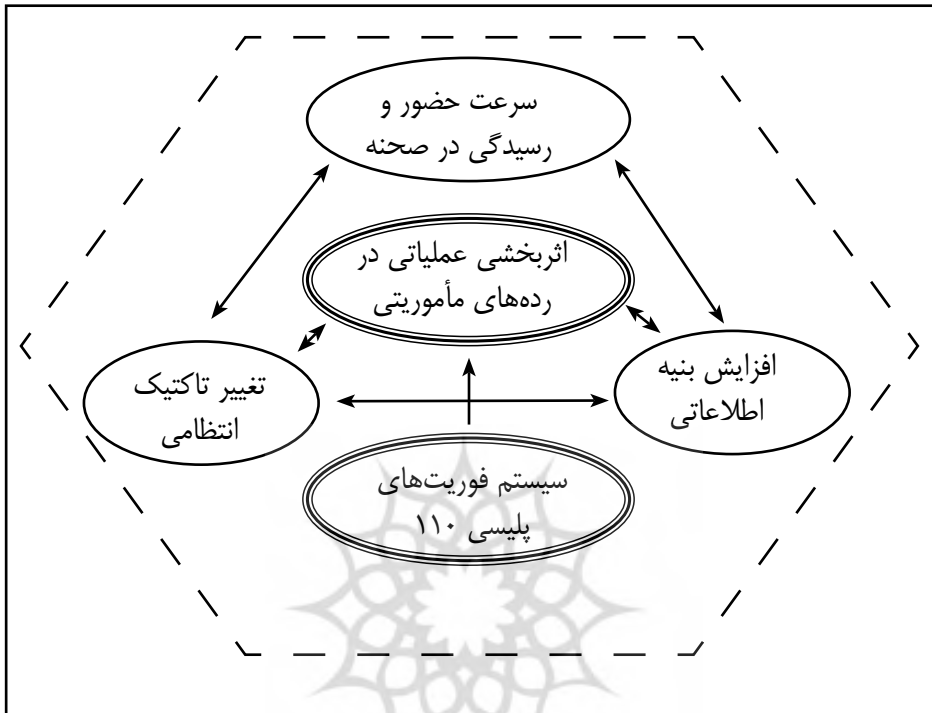 سرعت حضور و
رسیدگی در صحنه
اثربخشی عملیاتی در
رده‌های مأموریتی
افزایش بنیه
اطلاعاتی
تغییر تاکتیک
انتظامی
سیستم فوریت‌های
پلیسی ۱۱۰